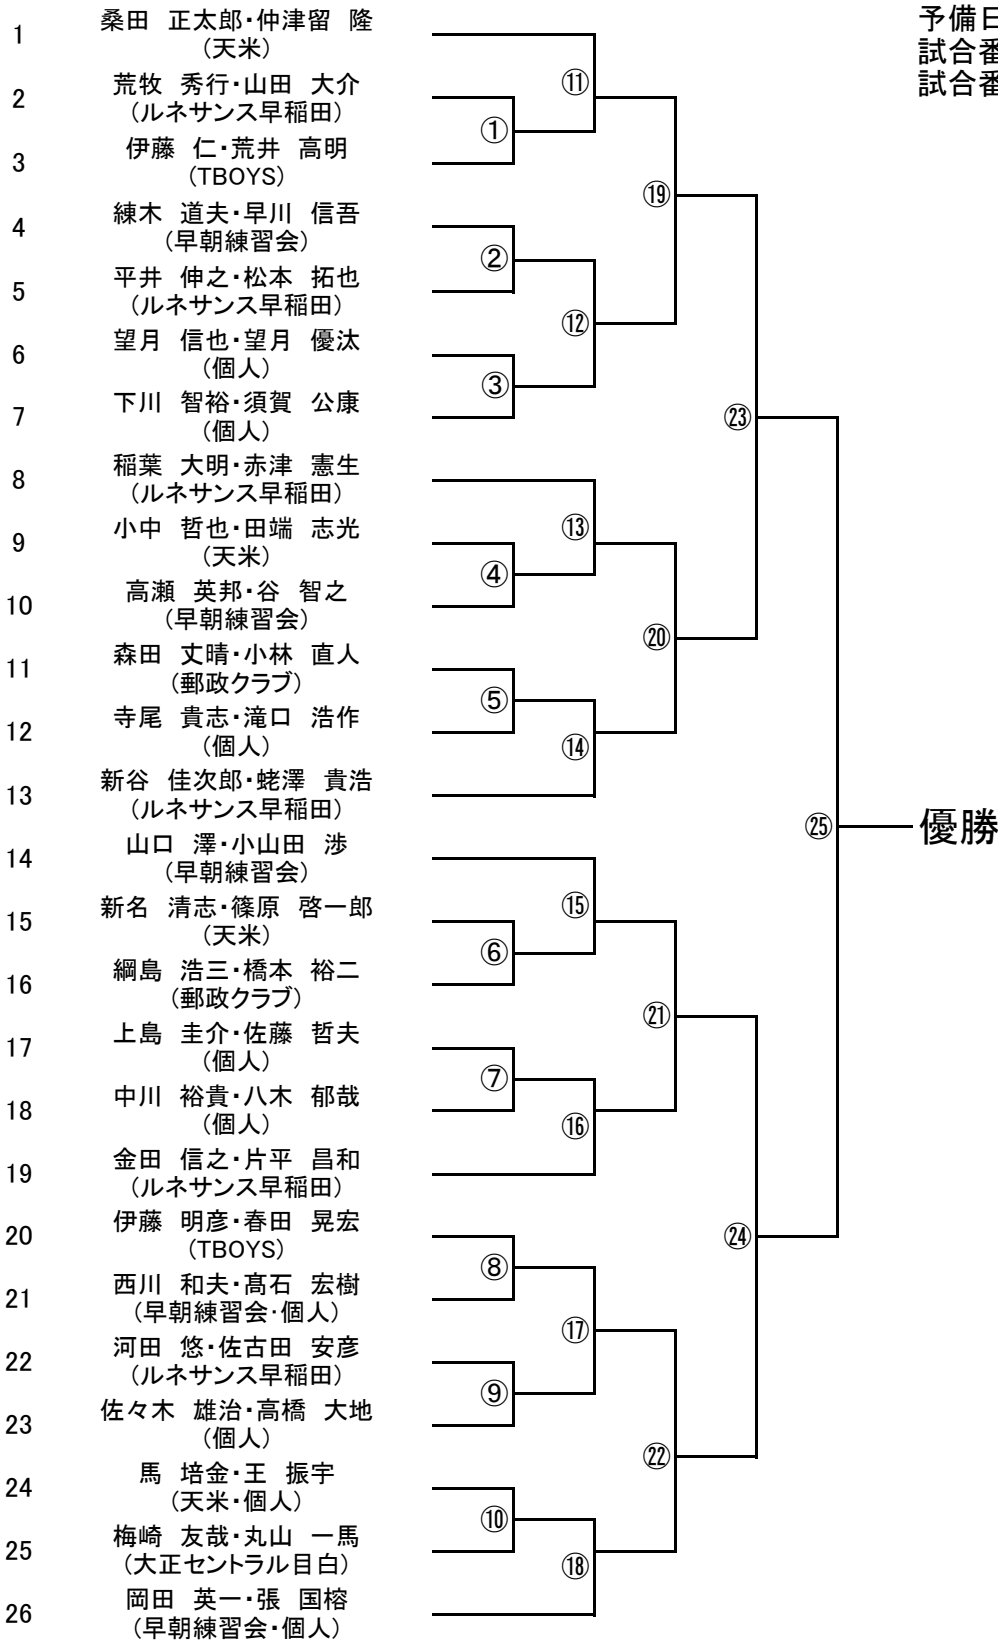 1 桑田 正太郎・仲津留 隆
(天米)
2 荒牧 秀行・山田 大介
(ルネサンス早稲田)
3 伊藤 仁・荒井 高明
(TBOYS)
4 練木 道夫・早川 信吾
(早朝練習会)
5 平井 伸之・松本 拓也
(ルネサンス早稲田)
6 望月 信也・望月 優汰
(個人)
7 下川 智裕・須賀 公康
(個人)
8 稲葉 大明・赤津 憲生
(ルネサンス早稲田)
9 小中 哲也・田端 志光
(天米)
10 高瀬 英邦・谷 智之
(早朝練習会)
11 森田 丈晴・小林 直人
(郵政クラブ)
12 寺尾 貴志・滝口 浩作
(個人)
13 新谷 佳次郎・蛯澤 貴浩
(ルネサンス早稲田)
14 山口 澤・小山田 渉
(早朝練習会)
15 新名 清志・篠原 啓一郎
(天米)
16 綱島 浩三・橋本 裕二
(郵政クラブ)
17 上島 圭介・佐藤 哲夫
(個人)
18 中川 裕貴・八木 郁哉
(個人)
19 金田 信之・片平 昌和
(ルネサンス早稲田)
20 伊藤 明彦・春田 晃宏
(TBOYS)
21 西川 和夫・髙石 宏樹
(早朝練習会・個人)
22 河田 悠・佐古田 安彦
(ルネサンス早稲田)
23 佐々木 雄治・高橋 大地
(個人)
24 馬 培金・王 振宇
(天米・個人)
25 梅崎 友哉・丸山 一馬
(大正セントラル目白)
26 岡田 英一・張 国榕
(早朝練習会・個人)
①
②
③
④
⑤
⑥
⑦
⑧
⑨
⑩
⑪
⑫
⑬
⑭
⑮
⑯
⑰
⑱
⑲
⑳
㉑
㉒
㉓
㉔
㉕
優勝
予備日
試合番
試合番